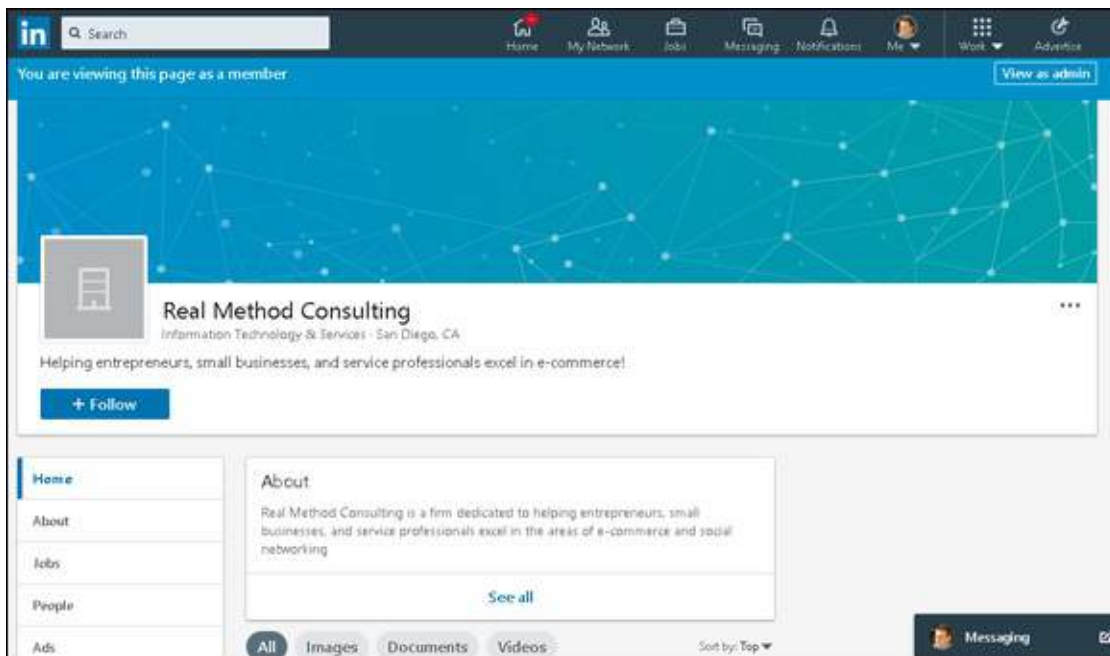 in
Search
Home
My Network
Jobs
Messaging
Notifications
Me
Work
Advertise
You are viewing this page as a member
View as admin
Real Method Consulting
Information Technology & Services · San Diego, CA
Helping entrepreneurs, small businesses, and service professionals excel in e-commerce!
+ Follow
Home
About
Jobs
People
Ads
About
Real Method Consulting is a firm dedicated to helping entrepreneurs, small
businesses, and service professionals excel in the areas of e-commerce and social
networking
See all
All
Images
Documents
Videos
Sort by: Top
Messaging